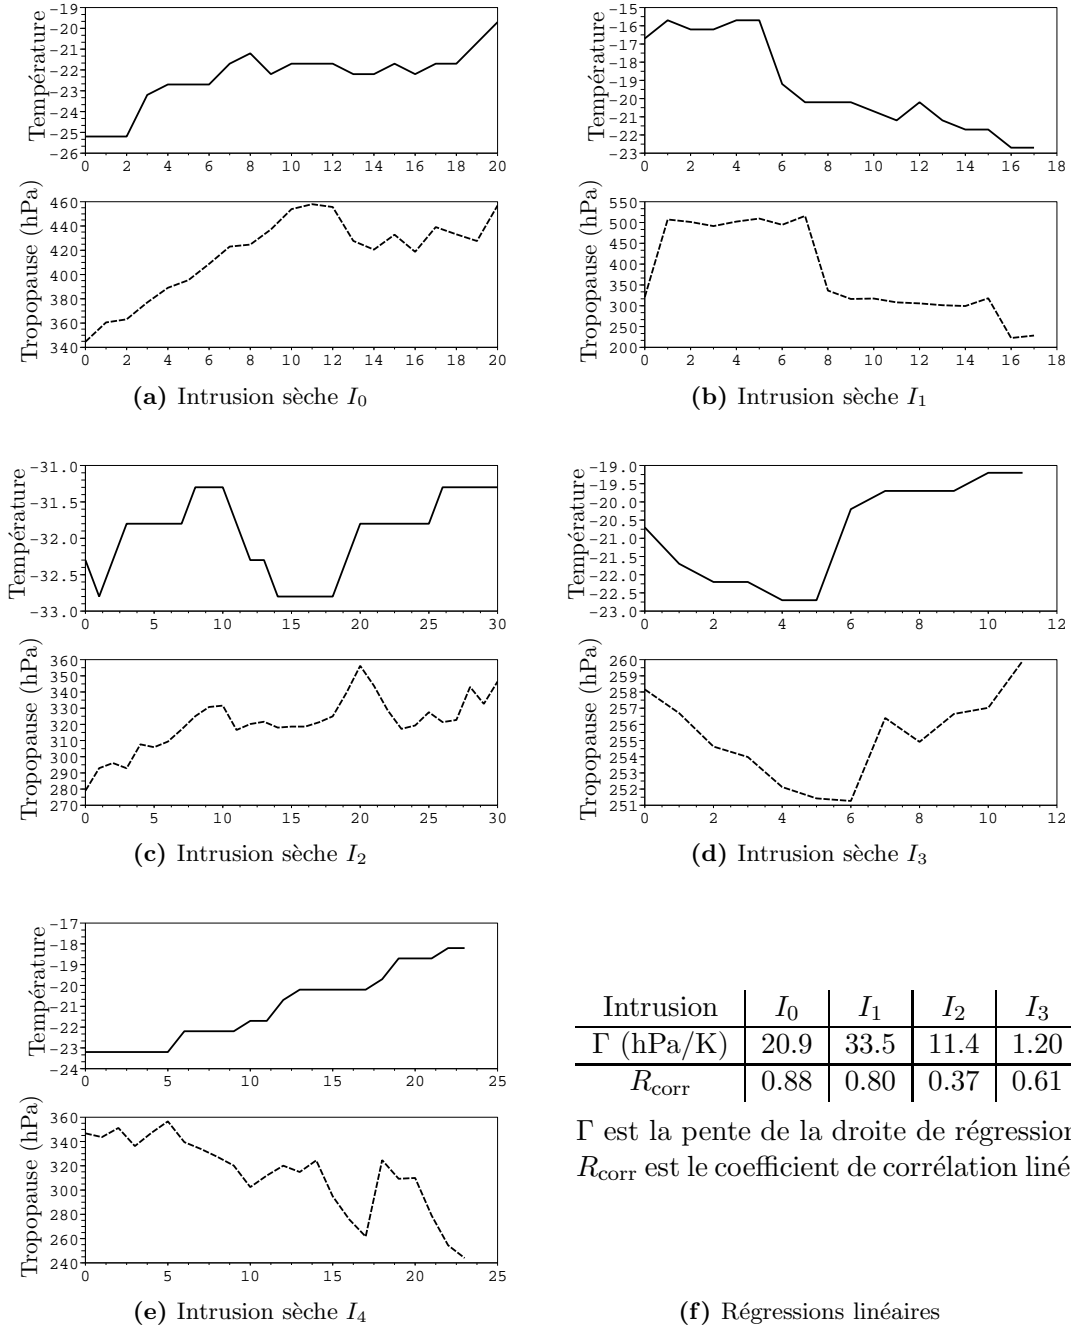 Température
-19
-20
-21
-22
-23
-24
-25
-26
0 2 4 6 8 10 12 14 16 18 20
Tropopause (hPa)
460
440
420
400
380
360
340
0 2 4 6 8 10 12 14 16 18 20
(a) Intrusion sèche I0
Température
-15
-16
-17
-18
-19
-20
-21
-22
-23
0 2 4 6 8 10 12 14 16 18
Tropopause (hPa)
550
500
450
400
350
300
250
200
0 2 4 6 8 10 12 14 16 18
(b) Intrusion sèche I1
Température
-31.0
-31.5
-32.0
-32.5
-33.0
0 5 10 15 20 25 30
Tropopause (hPa)
360
350
340
330
320
310
300
290
280
270
0 5 10 15 20 25 30
(c) Intrusion sèche I2
Température
-19.0
-19.5
-20.0
-20.5
-21.0
-21.5
-22.0
-22.5
-23.0
0 2 4 6 8 10 12
Tropopause (hPa)
260
259
258
257
256
255
254
253
252
251
0 2 4 6 8 10 12
(d) Intrusion sèche I3
Température
-17
-18
-19
-20
-21
-22
-23
-24
0 5 10 15 20 25
Tropopause (hPa)
360
340
320
300
280
260
240
0 5 10 15 20 25
(e) Intrusion sèche I4
Intrusion I0 I1 I2 I3
Γ (hPa/K) 20.9 33.5 11.4 1.20
Rcorr 0.88 0.80 0.37 0.61
Γ est la pente de la droite de régression
Rcorr est le coefficient de corrélation liné
(f) Régressions linéaires